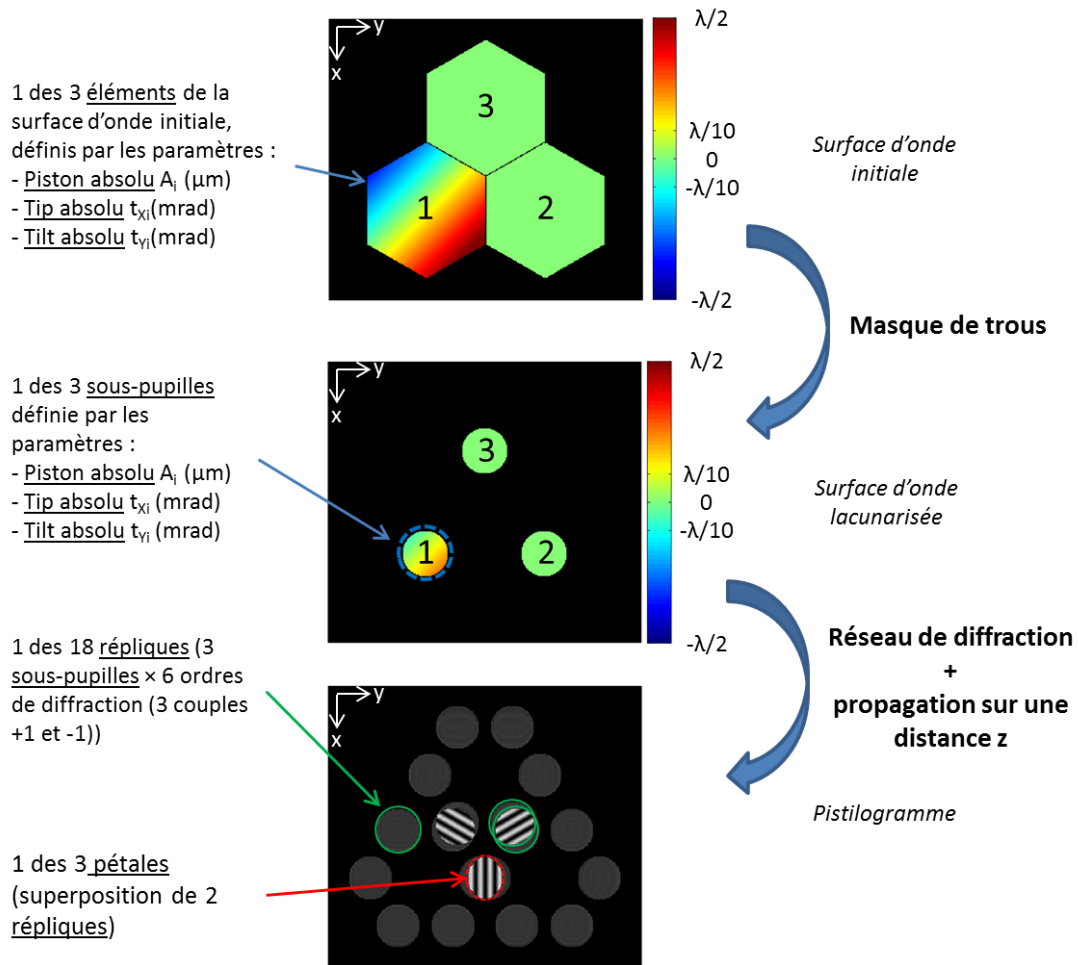 y
x
λ/2
λ/10
0
-λ/10
-λ/2
3
1
2
1 des 3 éléments de la
surface d'onde initiale,
définis par les paramètres :
- Piston absolu Ai (µm)
- Tip absolu tXi(mrad)
- Tilt absolu tYi(mrad)
Surface d'onde
initiale
Masque de trous
y
x
λ/2
λ/10
0
-λ/10
-λ/2
3
1
2
1 des 3 sous-pupilles
définie par les
paramètres :
- Piston absolu Ai (µm)
- Tip absolu tXi (mrad)
- Tilt absolu tYi (mrad)
Surface d'onde
lacunarisée
Réseau de diffraction
+
propagation sur une
distance z
y
x
1 des 18 répliques (3
sous-pupilles × 6 ordres
de diffraction (3 couples
+1 et -1))
Pistilogramme
1 des 3 pétales
(superposition de 2
répliques)